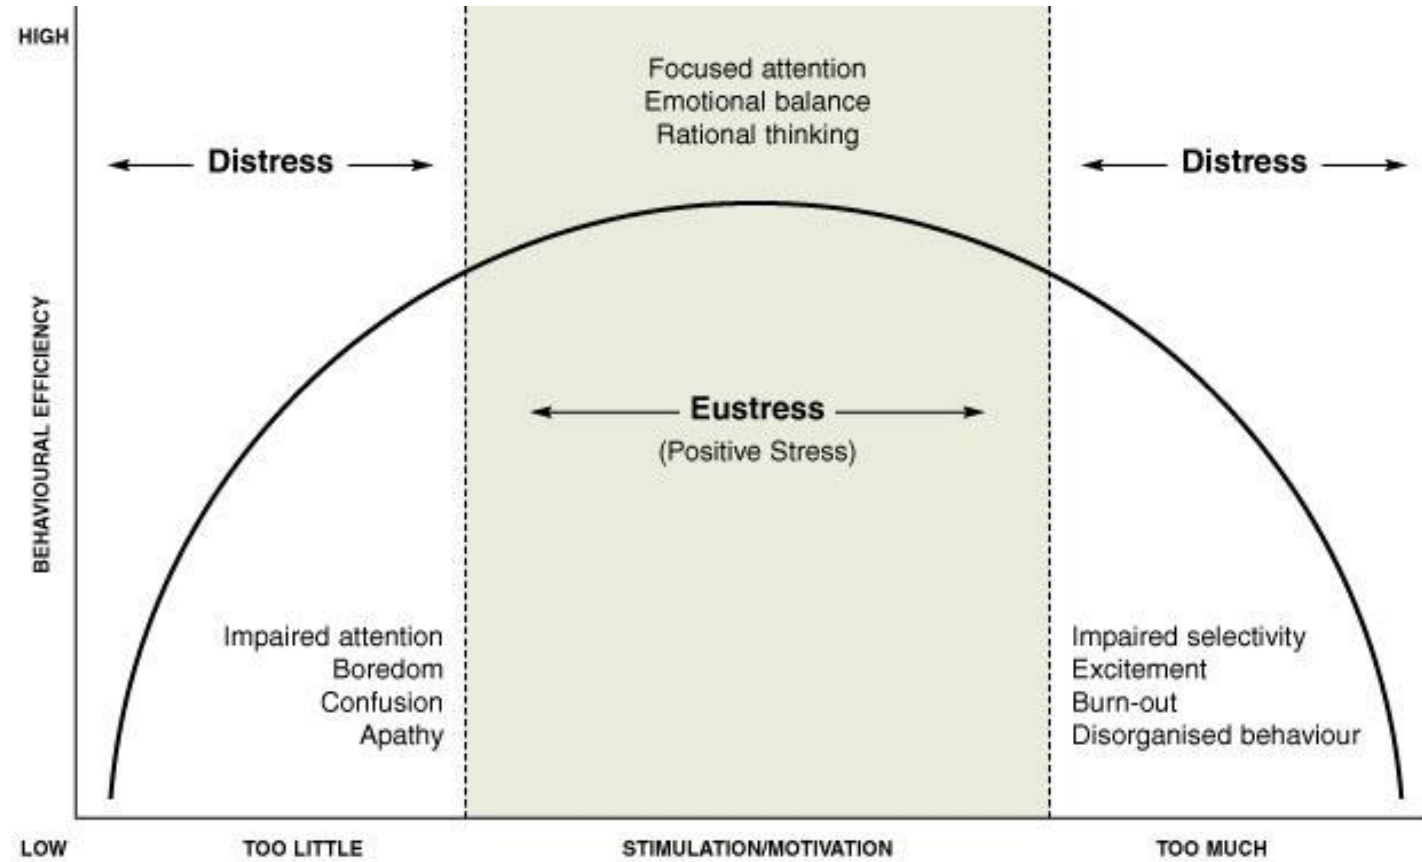 HIGH
Focused attention
Emotional balance
Rational thinking
Distress
Distress
BEHAVIOURAL EFFICIENCY
Eustress
(Positive Stress)
Impaired attention
Boredom
Confusion
Apathy
Impaired selectivity
Excitement
Burn-out
Disorganised behaviour
LOW
TOO LITTLE
STIMULATION/MOTIVATION
TOO MUCH